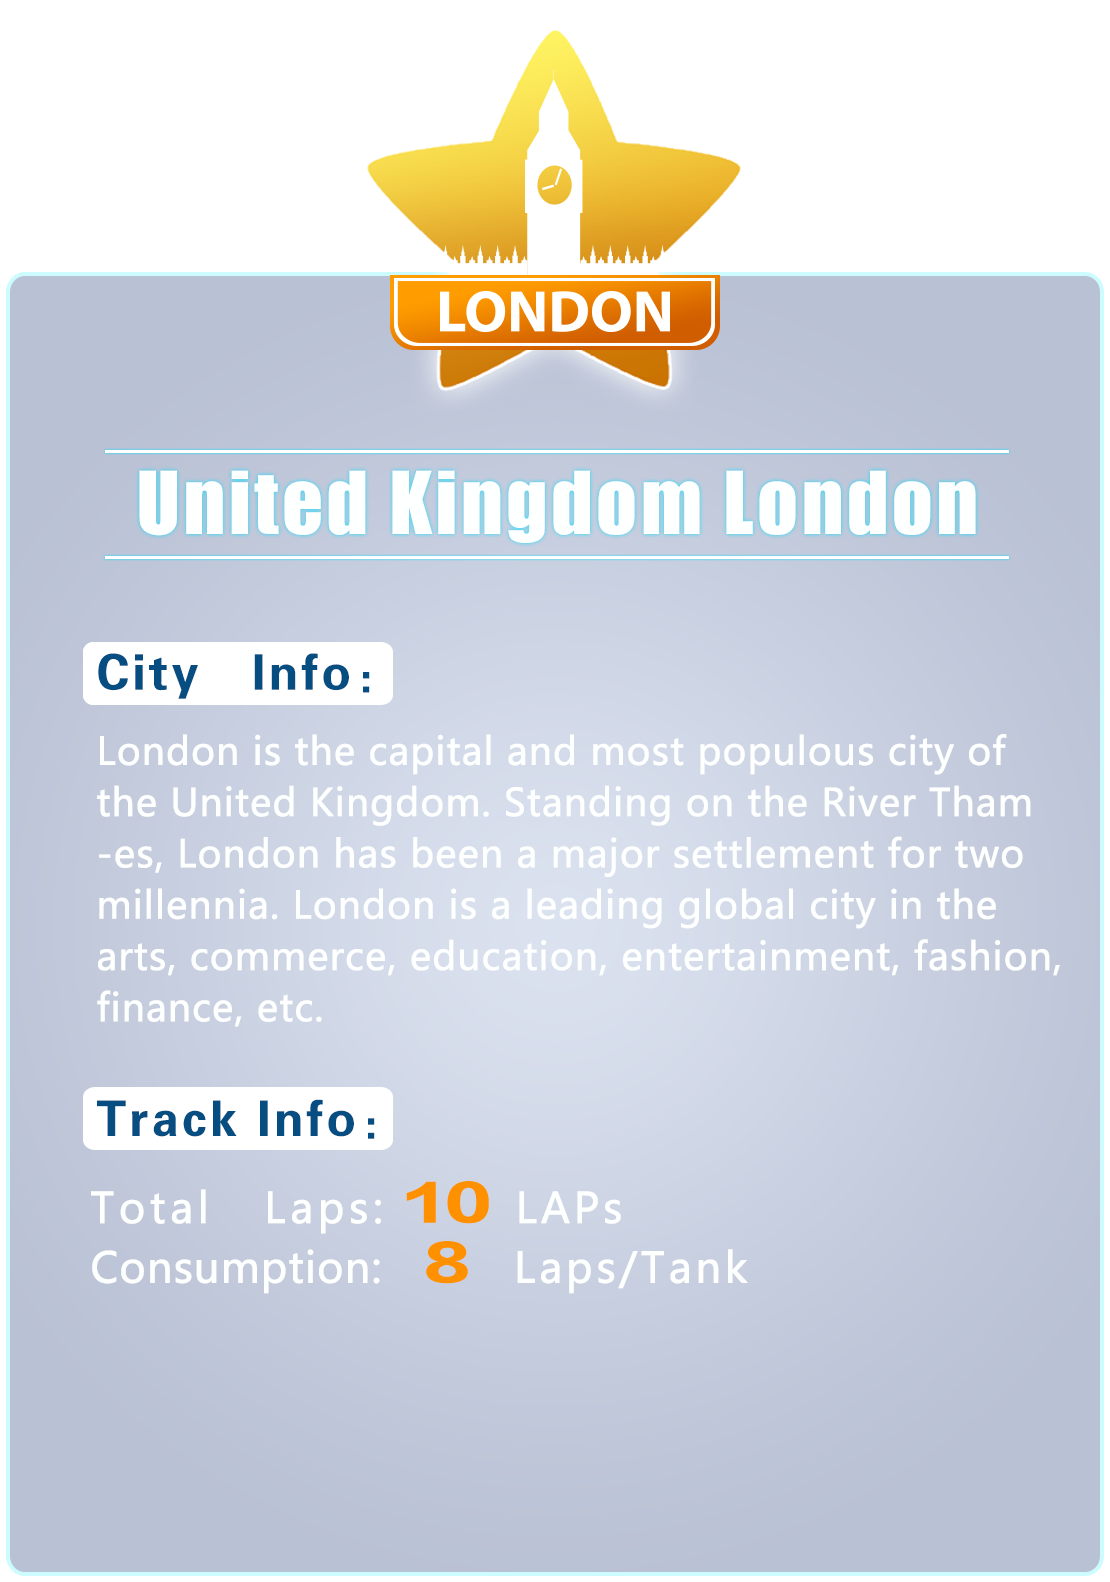 LONDON
United Kingdom London
City Info:
London is the capital and most populous city of
the United Kingdom. Standing on the River Tham
-es, London has been a major settlement for two
millennia. London is a leading global city in the
arts, commerce, education, entertainment, fashion,
finance, etc.
Track Info:
Total Laps: 10 LAPs
Consumption: 8 Laps/Tank